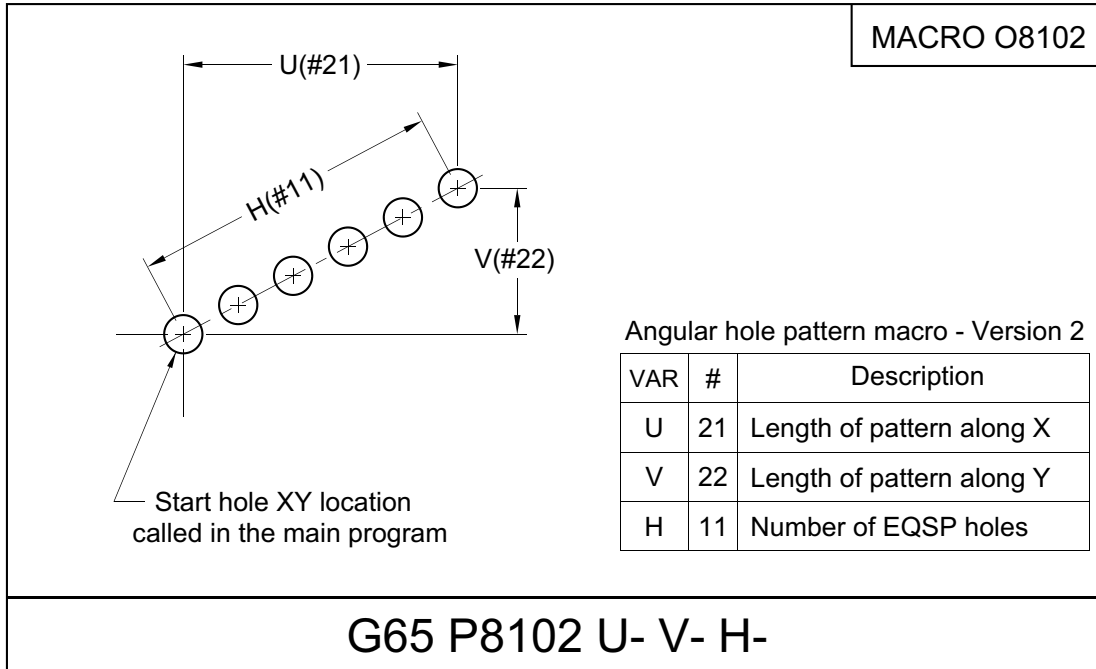 MACRO O8102
U(#21)
H(#11)
V(#22)
Start hole XY location
called in the main program
Angular hole pattern macro - Version 2
VAR # Description
U 21 Length of pattern along X
V 22 Length of pattern along Y
H 11 Number of EQSP holes
G65 P8102 U- V- H-